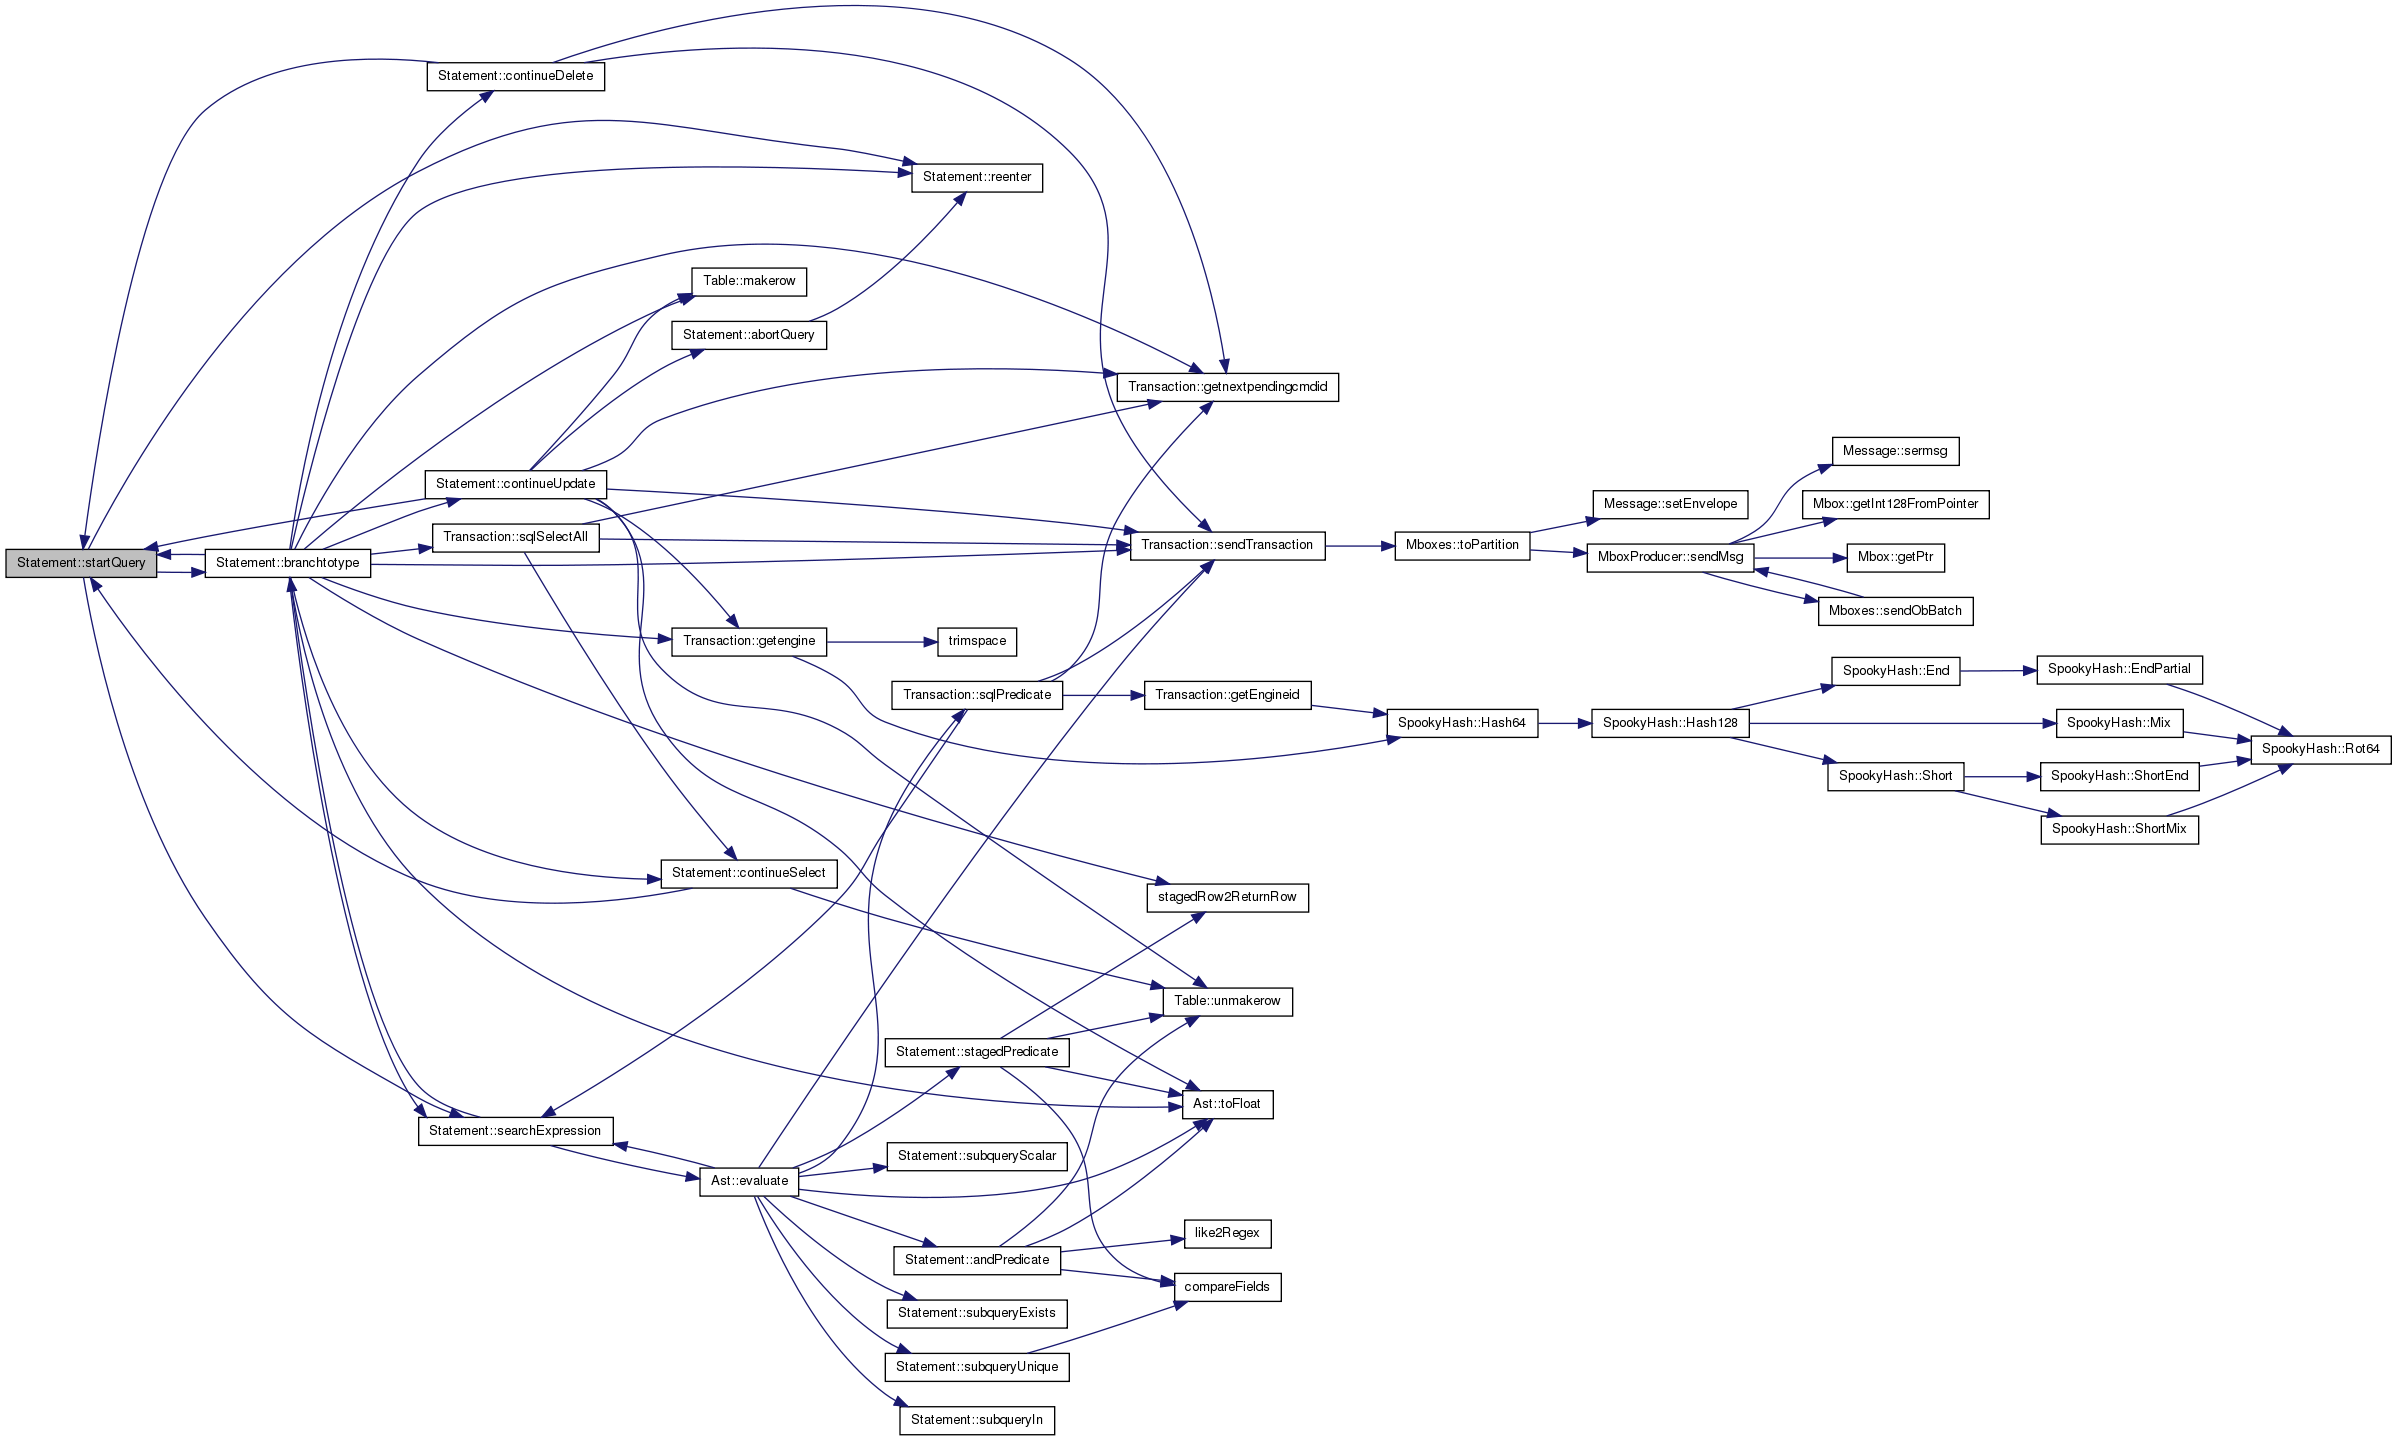 Statement::continueDelete
Statement::reenter
Table::makerow
Statement::abortQuery
Transaction::getnextpendingcmdid
Message::sermsg
Statement::continueUpdate
Message::setEnvelope
Mbox::getInt128FromPointer
Transaction::sqlSelectAll
Transaction::sendTransaction
Mboxes::toPartition
Statement::startQuery
Statement::branchtotype
MboxProducer::sendMsg
Mbox::getPtr
Mboxes::sendObBatch
Transaction::getengine
trimspace
SpookyHash::End
SpookyHash::EndPartial
Transaction::sqlPredicate
Transaction::getEngineid
SpookyHash::Hash64
SpookyHash::Hash128
SpookyHash::Mix
SpookyHash::Rot64
SpookyHash::Short
SpookyHash::ShortEnd
SpookyHash::ShortMix
Statement::continueSelect
stagedRow2ReturnRow
Table::unmakerow
Statement::stagedPredicate
Ast::toFloat
Statement::searchExpression
Statement::subqueryScalar
Ast::evaluate
like2Regex
Statement::andPredicate
compareFields
Statement::subqueryExists
Statement::subqueryUnique
Statement::subqueryIn